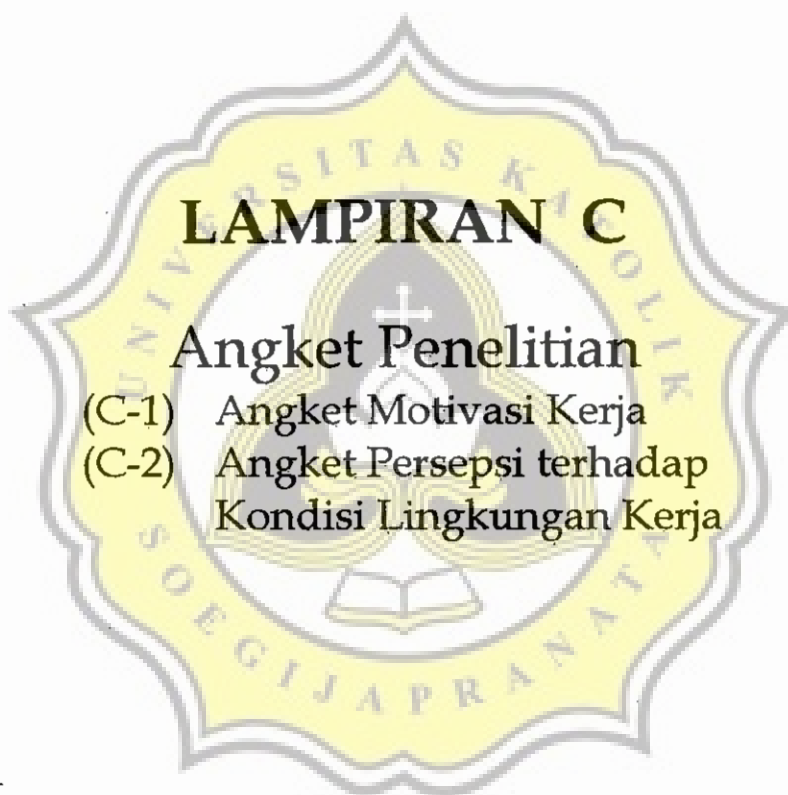 UNIVERSITAS KATOLIK
LAMPIRAN C
Angket Penelitian
(C-1) Angket Motivasi Kerja
(C-2) Angket Persepsi terhadap
Kondisi Lingkungan Kerja
SOEGIJAPRANATA